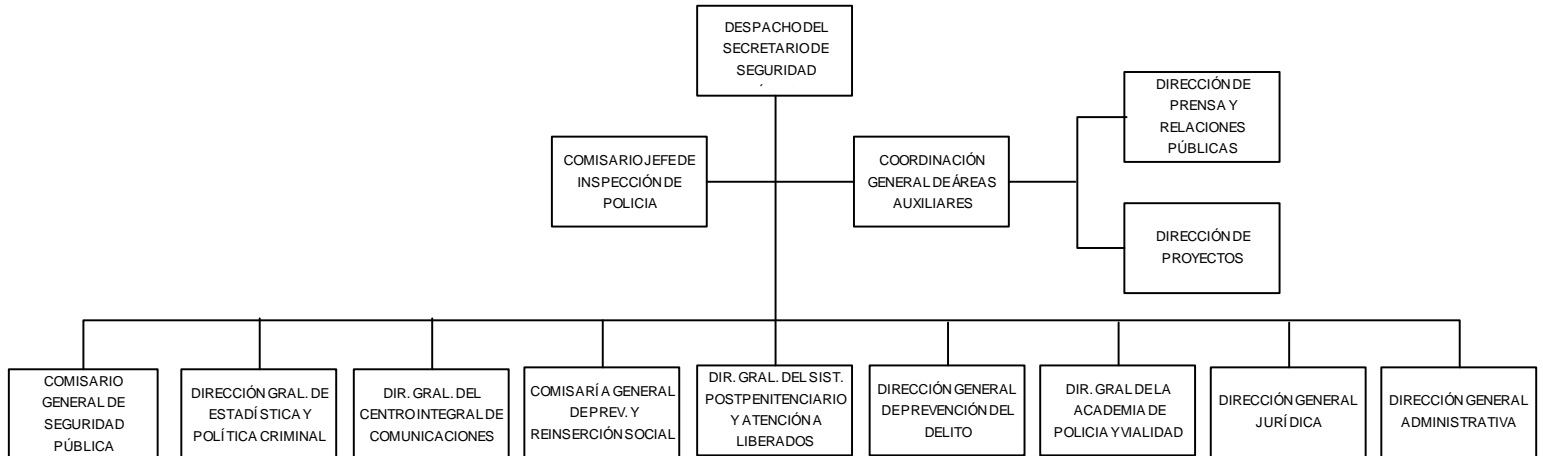 DESPACHO DEL
SECRETARIO DE
SEGURIDAD
DIRECCIÓN DE
PRENSA Y
RELACIONES
PÚBLICAS
COMISARIO JEFE DE
INSPECCIÓN DE
POLICIA
COORDINACIÓN
GENERAL DE ÁREAS
AUXILIARES
DIRECCIÓN DE
PROYECTOS
COMISARIO
GENERAL DE
SEGURIDAD
PÚBLICA
DIRECCIÓN GRAL. DE
ESTADÍSTICA Y
POLÍTICA CRIMINAL
DIR. GRAL. DEL
CENTRO INTEGRAL DE
COMUNICACIONES
COMISARÍA GENERAL
DE PREV. Y
REINSERCIÓN SOCIAL
DIR. GRAL. DEL SIST.
POSTPENITENCIARIO
Y ATENCIÓN A
LIBERADOS
DIRECCIÓN GENERAL
DE PREVENCIÓN DEL
DELITO
DIR. GRAL DE LA
ACADEMIA DE
POLICIA Y VIALIDAD
DIRECCIÓN GENERAL
JURÍDICA
DIRECCIÓN GENERAL
ADMINISTRATIVA